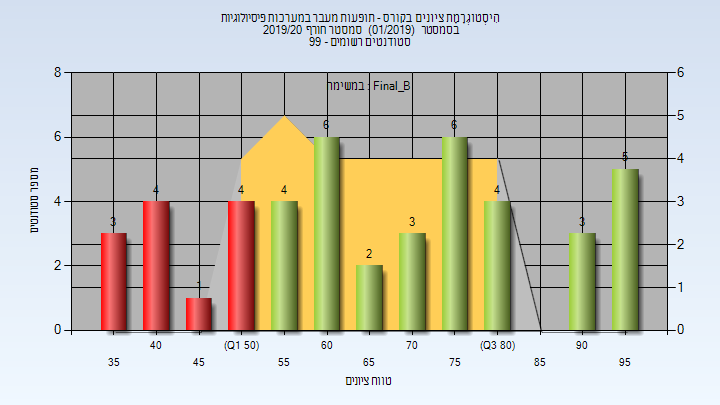 היסטוגרמת ציונים בקורס - תופעות מעבר במערכות פיסיולוגיות
בסמסטר (01/2019) סמסטר חורף 2019/20
סטודנטים רשומים - 99
במשימה : Final_B
8 6 4 2 0
מספר סטודנטים
6 5 4 3 2 1 0
3 4 1 4 4 6 2 3 6 4 3 5
40 (Q1 50) 60 70 (Q3 80) 90
35 45 55 65 75 85 95
טווח ציונים